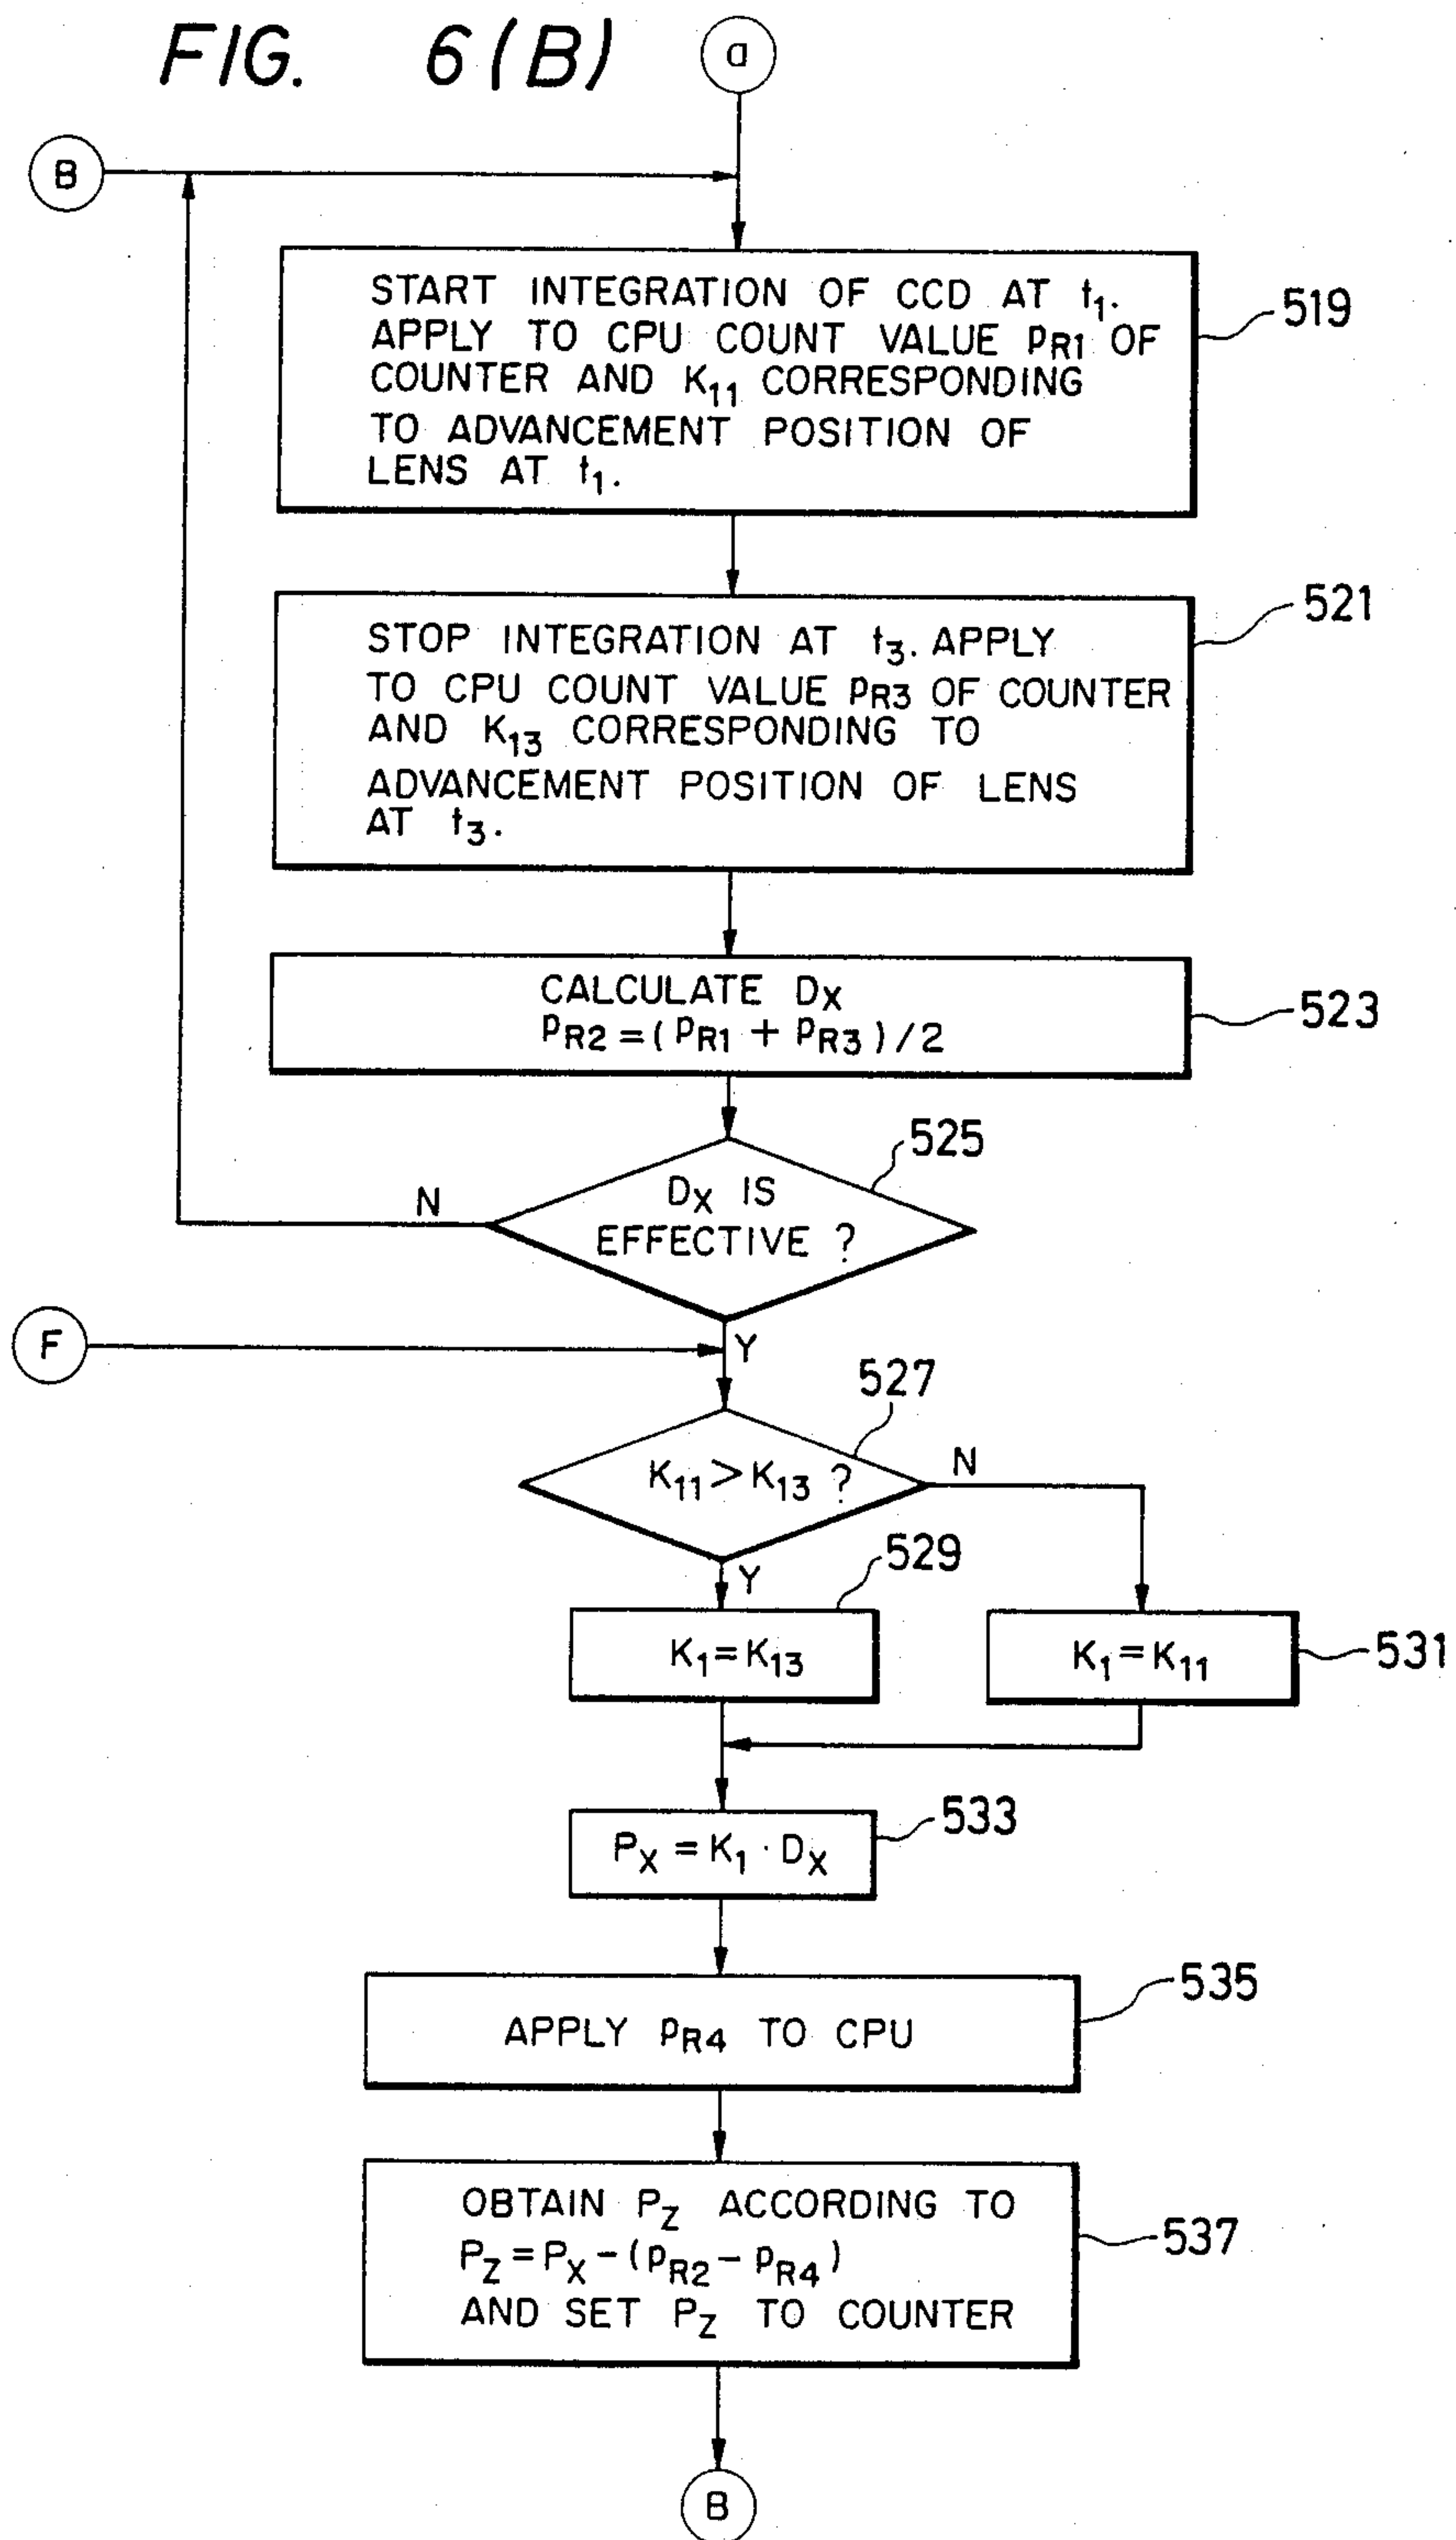 FIG. 6(B)
a
B
START INTEGRATION OF CCD AT t₁.
APPLY TO CPU COUNT VALUE pR1 OF
COUNTER AND K₁₁ CORRESPONDING
TO ADVANCEMENT POSITION OF
LENS AT t₁.
519
STOP INTEGRATION AT t₃. APPLY
TO CPU COUNT VALUE pR3 OF COUNTER
AND K₁₃ CORRESPONDING TO
ADVANCEMENT POSITION OF LENS
AT t₃.
521
CALCULATE DX
pR2 = (pR1 + pR3)/2
523
525
DX IS
EFFECTIVE ?
N
F
Y
527
K₁₁ > K₁₃ ?
N
Y
529
K₁ = K₁₃
K₁ = K₁₁
531
533
PX = K₁ · DX
535
APPLY pR4 TO CPU
OBTAIN PZ ACCORDING TO
PZ = PX - (pR2 - pR4)
AND SET PZ TO COUNTER
537
B